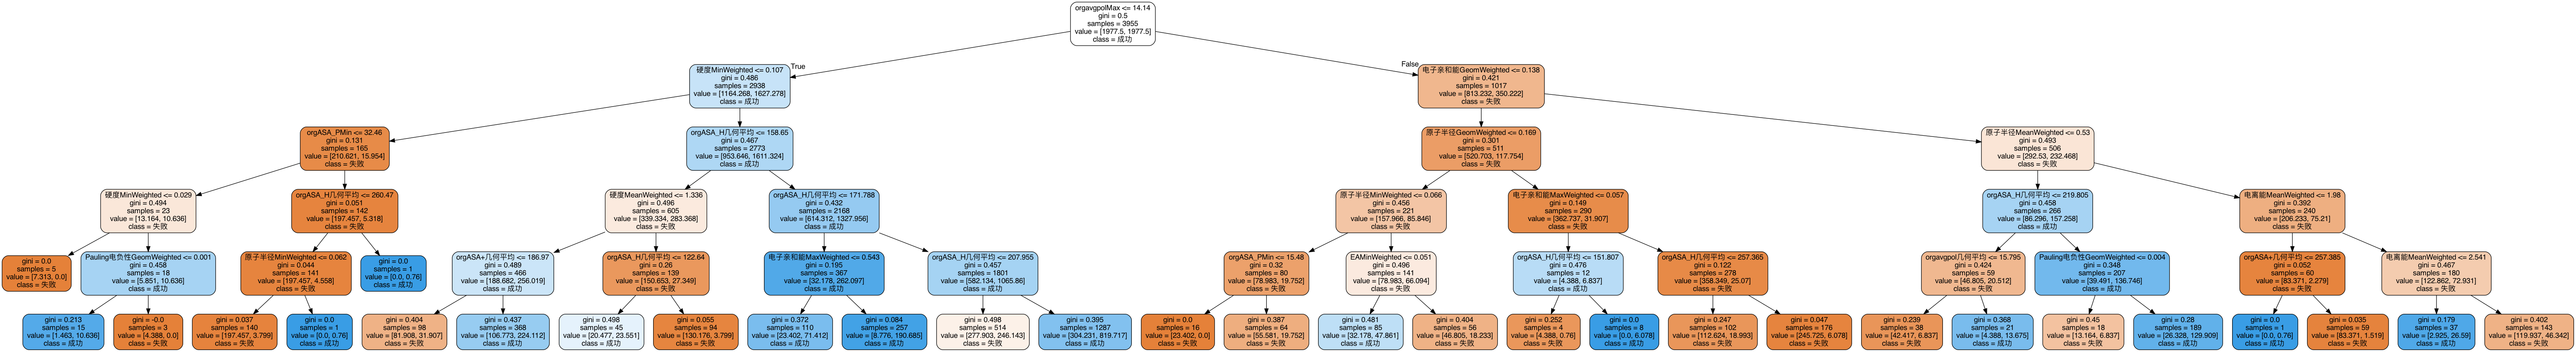 orgavgpolMax <= 14.14
gini = 0.5
samples = 3955
value = [1977.5, 1977.5]
class = 成功
True
False
硬度MinWeighted <= 0.107
gini = 0.486
samples = 2938
value = [1164.268, 1627.278]
class = 成功
电子亲和能GeomWeighted <= 0.138
gini = 0.421
samples = 1017
value = [813.232, 350.222]
class = 失败
orgASA_PMin <= 32.46
gini = 0.131
samples = 165
value = [210.621, 15.954]
class = 失败
orgASA_H几何平均 <= 158.65
gini = 0.467
samples = 2773
value = [953.646, 1611.324]
class = 成功
原子半径GeomWeighted <= 0.169
gini = 0.301
samples = 511
value = [520.703, 117.754]
class = 失败
原子半径MeanWeighted <= 0.53
gini = 0.493
samples = 506
value = [292.53, 232.468]
class = 失败
硬度MinWeighted <= 0.029
gini = 0.494
samples = 23
value = [13.164, 10.636]
class = 失败
orgASA_H几何平均 <= 260.47
gini = 0.051
samples = 142
value = [197.457, 5.318]
class = 失败
硬度MeanWeighted <= 1.336
gini = 0.496
samples = 605
value = [339.334, 283.368]
class = 失败
orgASA_H几何平均 <= 171.788
gini = 0.432
samples = 2168
value = [614.312, 1327.956]
class = 成功
原子半径MinWeighted <= 0.066
gini = 0.456
samples = 221
value = [157.966, 85.846]
class = 失败
电子亲和能MaxWeighted <= 0.057
gini = 0.149
samples = 290
value = [362.737, 31.907]
class = 失败
orgASA_H几何平均 <= 219.805
gini = 0.458
samples = 266
value = [86.296, 157.258]
class = 成功
电离能MeanWeighted <= 1.98
gini = 0.392
samples = 240
value = [206.233, 75.21]
class = 失败
gini = 0.0
samples = 5
value = [7.313, 0.0]
class = 失败
Pauling电负性GeomWeighted <= 0.001
gini = 0.458
samples = 18
value = [5.851, 10.636]
class = 成功
原子半径MinWeighted <= 0.062
gini = 0.044
samples = 141
value = [197.457, 4.558]
class = 失败
gini = 0.0
samples = 1
value = [0.0, 0.76]
class = 成功
orgASA+几何平均 <= 186.97
gini = 0.489
samples = 466
value = [188.682, 256.019]
class = 成功
orgASA_H几何平均 <= 122.64
gini = 0.26
samples = 139
value = [150.653, 27.349]
class = 失败
电子亲和能MaxWeighted <= 0.543
gini = 0.195
samples = 367
value = [32.178, 262.097]
class = 成功
orgASA_H几何平均 <= 207.955
gini = 0.457
samples = 1801
value = [582.134, 1065.86]
class = 成功
orgASA_PMin <= 15.48
gini = 0.32
samples = 80
value = [78.983, 19.752]
class = 失败
EAMinWeighted <= 0.051
gini = 0.496
samples = 141
value = [78.983, 66.094]
class = 失败
orgASA_H几何平均 <= 151.807
gini = 0.476
samples = 12
value = [4.388, 6.837]
class = 成功
orgASA_H几何平均 <= 257.365
gini = 0.122
samples = 278
value = [358.349, 25.07]
class = 失败
orgavgpol几何平均 <= 15.795
gini = 0.424
samples = 59
value = [46.805, 20.512]
class = 失败
Pauling电负性GeomWeighted <= 0.004
gini = 0.348
samples = 207
value = [39.491, 136.746]
class = 成功
orgASA+几何平均 <= 257.385
gini = 0.052
samples = 60
value = [83.371, 2.279]
class = 失败
电离能MeanWeighted <= 2.541
gini = 0.467
samples = 180
value = [122.862, 72.931]
class = 失败
gini = 0.213
samples = 15
value = [1.463, 10.636]
class = 成功
gini = -0.0
samples = 3
value = [4.388, 0.0]
class = 失败
gini = 0.037
samples = 140
value = [197.457, 3.799]
class = 失败
gini = 0.0
samples = 1
value = [0.0, 0.76]
class = 成功
gini = 0.404
samples = 98
value = [81.908, 31.907]
class = 失败
gini = 0.437
samples = 368
value = [106.773, 224.112]
class = 成功
gini = 0.498
samples = 45
value = [20.477, 23.551]
class = 成功
gini = 0.055
samples = 94
value = [130.176, 3.799]
class = 失败
gini = 0.372
samples = 110
value = [23.402, 71.412]
class = 成功
gini = 0.084
samples = 257
value = [8.776, 190.685]
class = 成功
gini = 0.498
samples = 514
value = [277.903, 246.143]
class = 失败
gini = 0.395
samples = 1287
value = [304.231, 819.717]
class = 成功
gini = 0.0
samples = 16
value = [23.402, 0.0]
class = 失败
gini = 0.387
samples = 64
value = [55.581, 19.752]
class = 失败
gini = 0.481
samples = 85
value = [32.178, 47.861]
class = 成功
gini = 0.404
samples = 56
value = [46.805, 18.233]
class = 失败
gini = 0.252
samples = 4
value = [4.388, 0.76]
class = 失败
gini = 0.0
samples = 8
value = [0.0, 6.078]
class = 成功
gini = 0.247
samples = 102
value = [112.624, 18.993]
class = 失败
gini = 0.047
samples = 176
value = [245.725, 6.078]
class = 失败
gini = 0.239
samples = 38
value = [42.417, 6.837]
class = 失败
gini = 0.368
samples = 21
value = [4.388, 13.675]
class = 成功
gini = 0.45
samples = 18
value = [13.164, 6.837]
class = 失败
gini = 0.28
samples = 189
value = [26.328, 129.909]
class = 成功
gini = 0.0
samples = 1
value = [0.0, 0.76]
class = 成功
gini = 0.035
samples = 59
value = [83.371, 1.519]
class = 失败
gini = 0.179
samples = 37
value = [2.925, 26.59]
class = 成功
gini = 0.402
samples = 143
value = [119.937, 46.342]
class = 失败